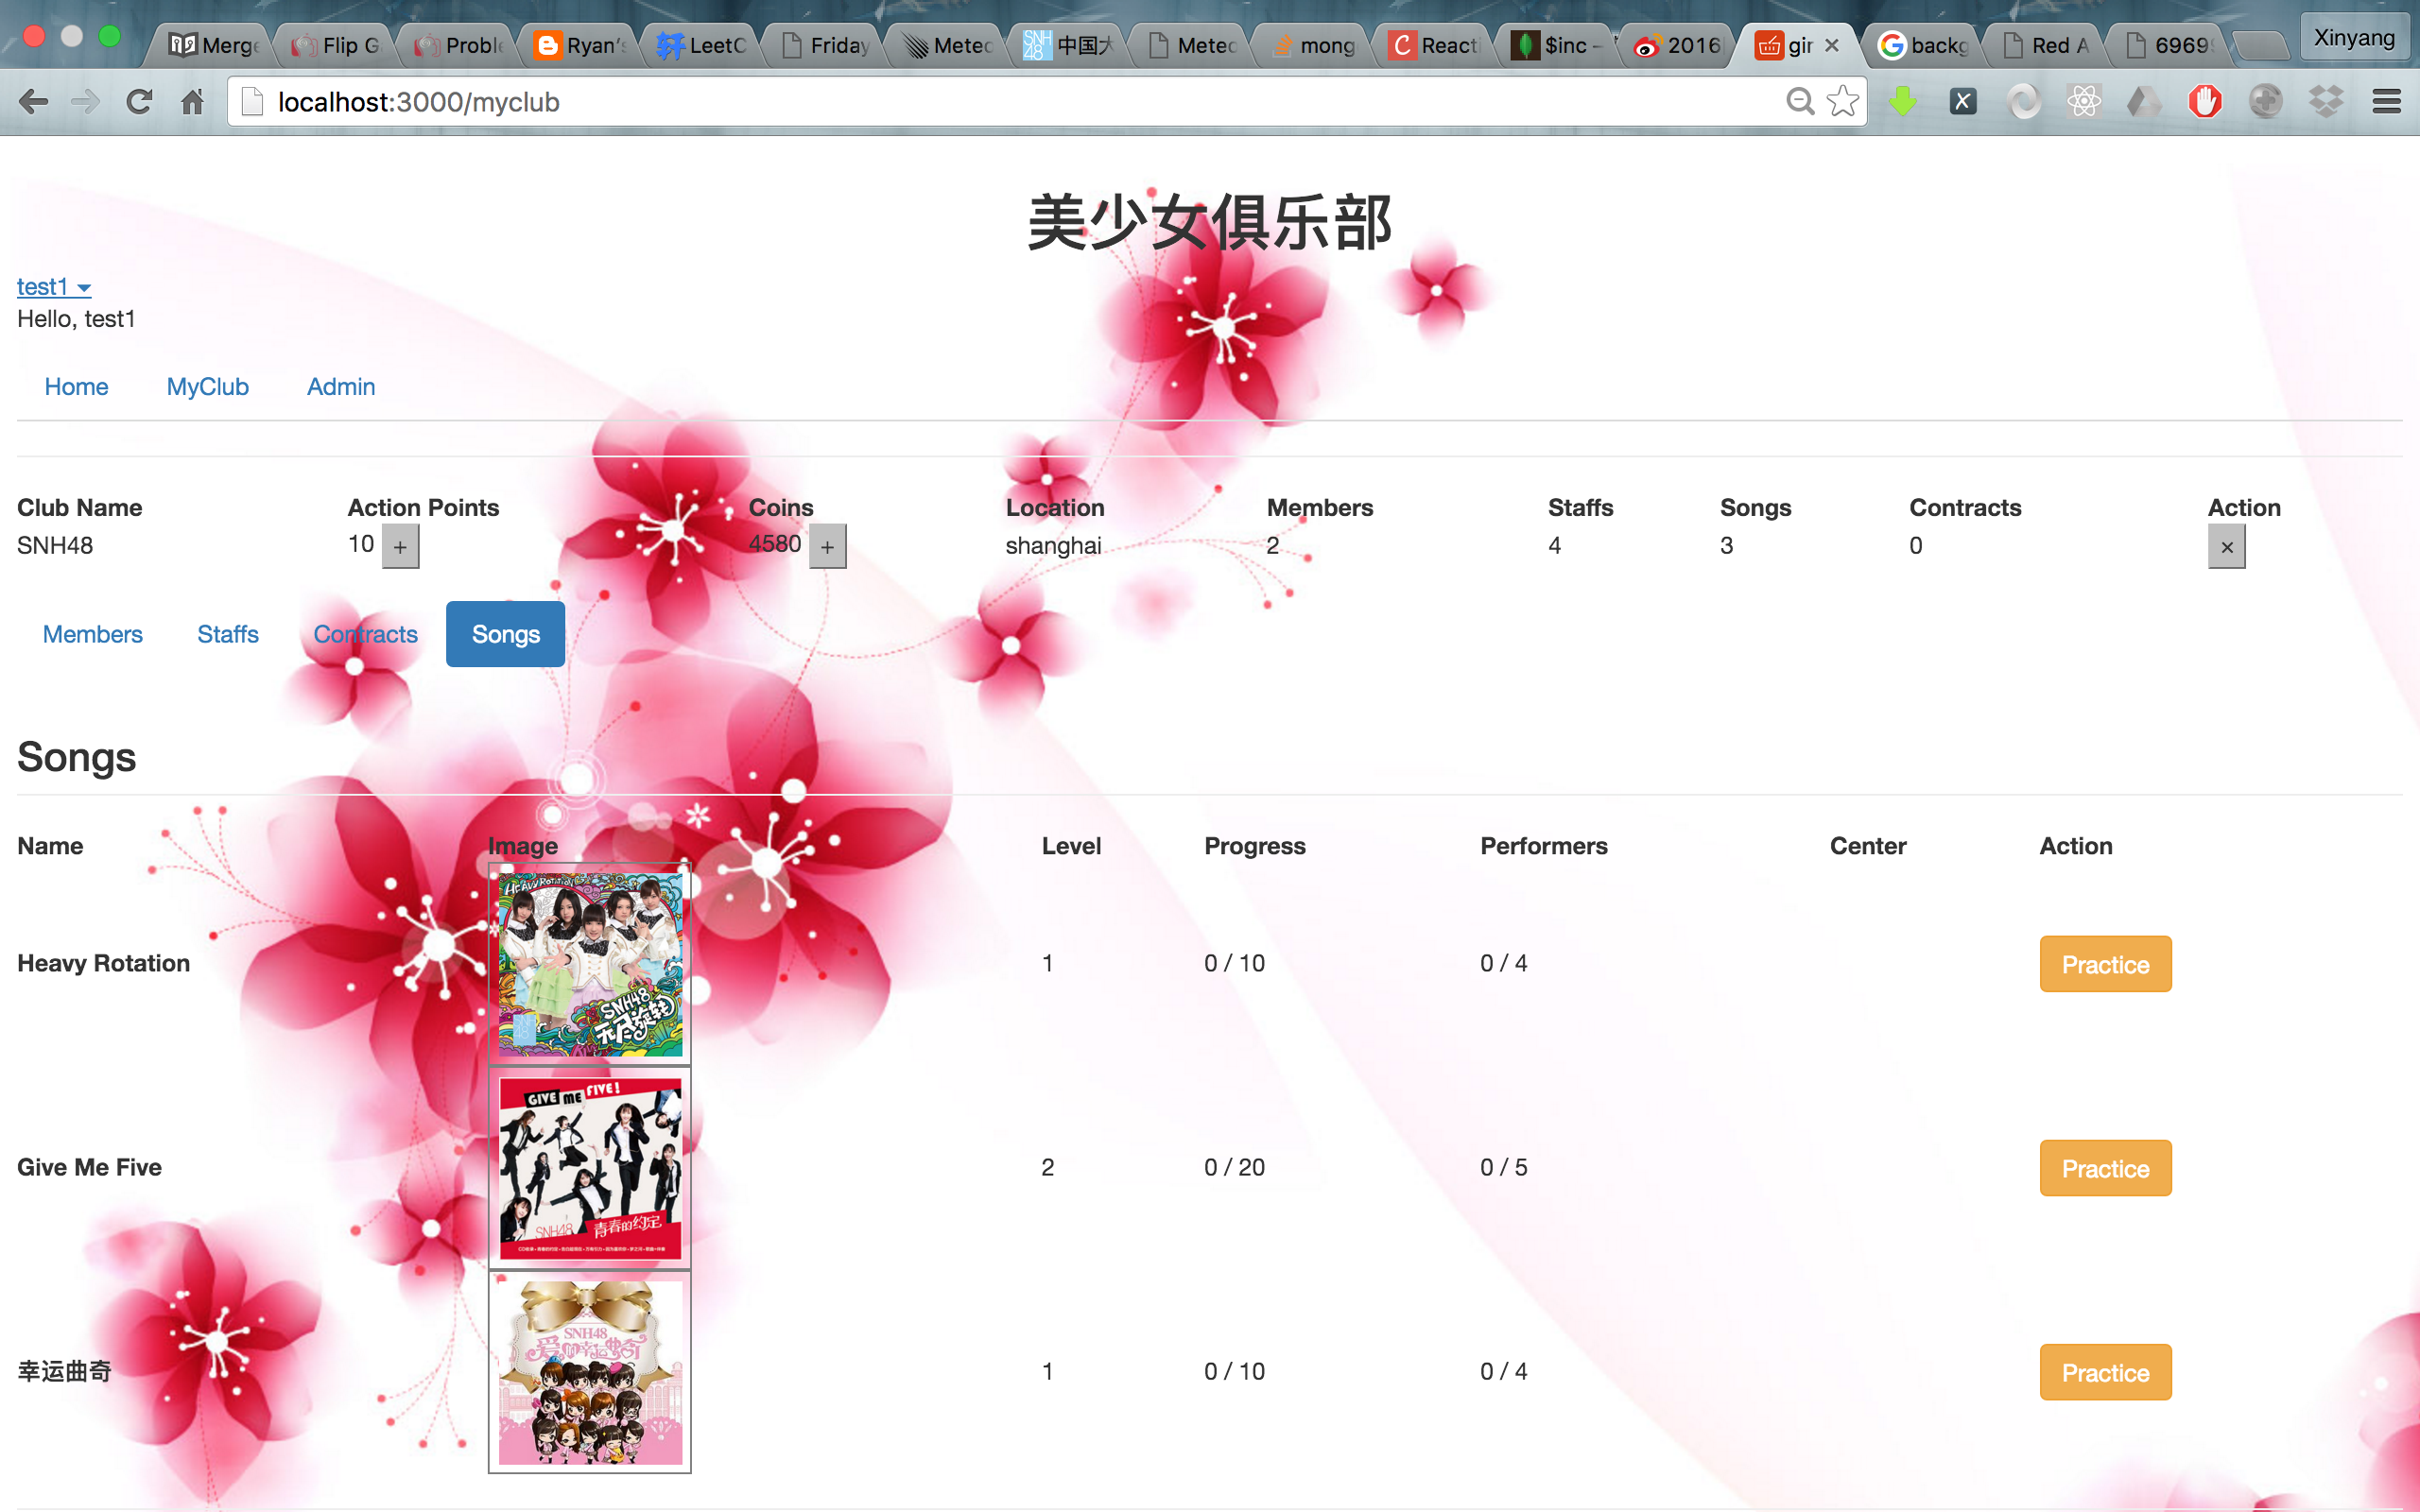 Merge Flip G Proble Ryan's LeetC Friday Meteo SNH48 中国大 Meteo mong Reacti $inc – 2016 gir backg Red A 6969 Xinyang
localhost:3000/myclub
美少女俱乐部
test1
Hello, test1
Home MyClub Admin
Club Name Action Points Coins Location Members Staffs Songs Contracts Action
SNH48 10 + 4580 + shanghai 2 4 3 0 ×
Members Staffs Contracts Songs
Songs
Name Image Level Progress Performers Center Action
HEAVY ROTATION
Heavy Rotation 1 0 / 10 0 / 4 Practice
SNH48
无尽旋转
GIVE ME FIVE!
Give Me Five 2 0 / 20 0 / 5 Practice
SNH48 青春的约定
SNH48
爱的幸运曲奇
幸运曲奇 1 0 / 10 0 / 4 Practice